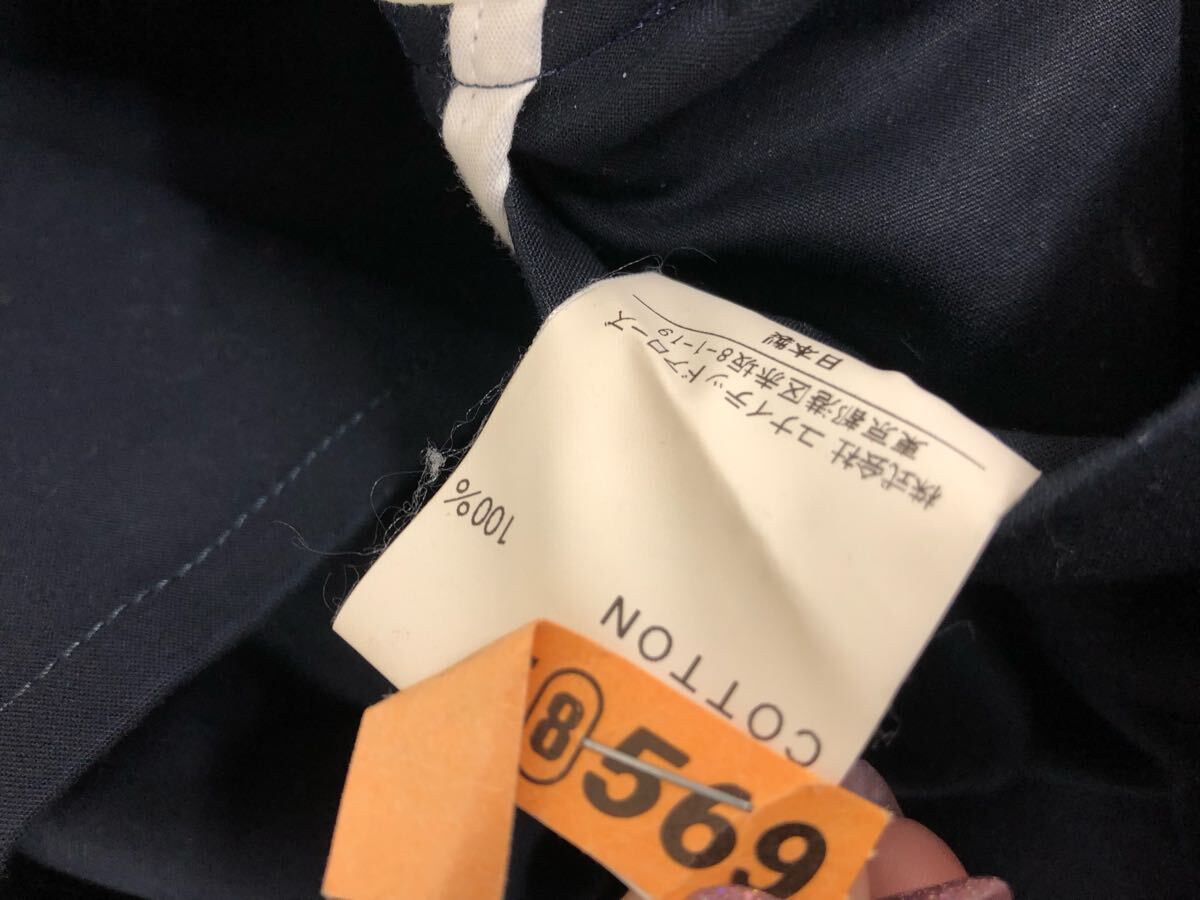 COTTON
100%
株式会社 ユナイテッドアローズ
東京都港区赤坂8-1-19
日本製
8
569